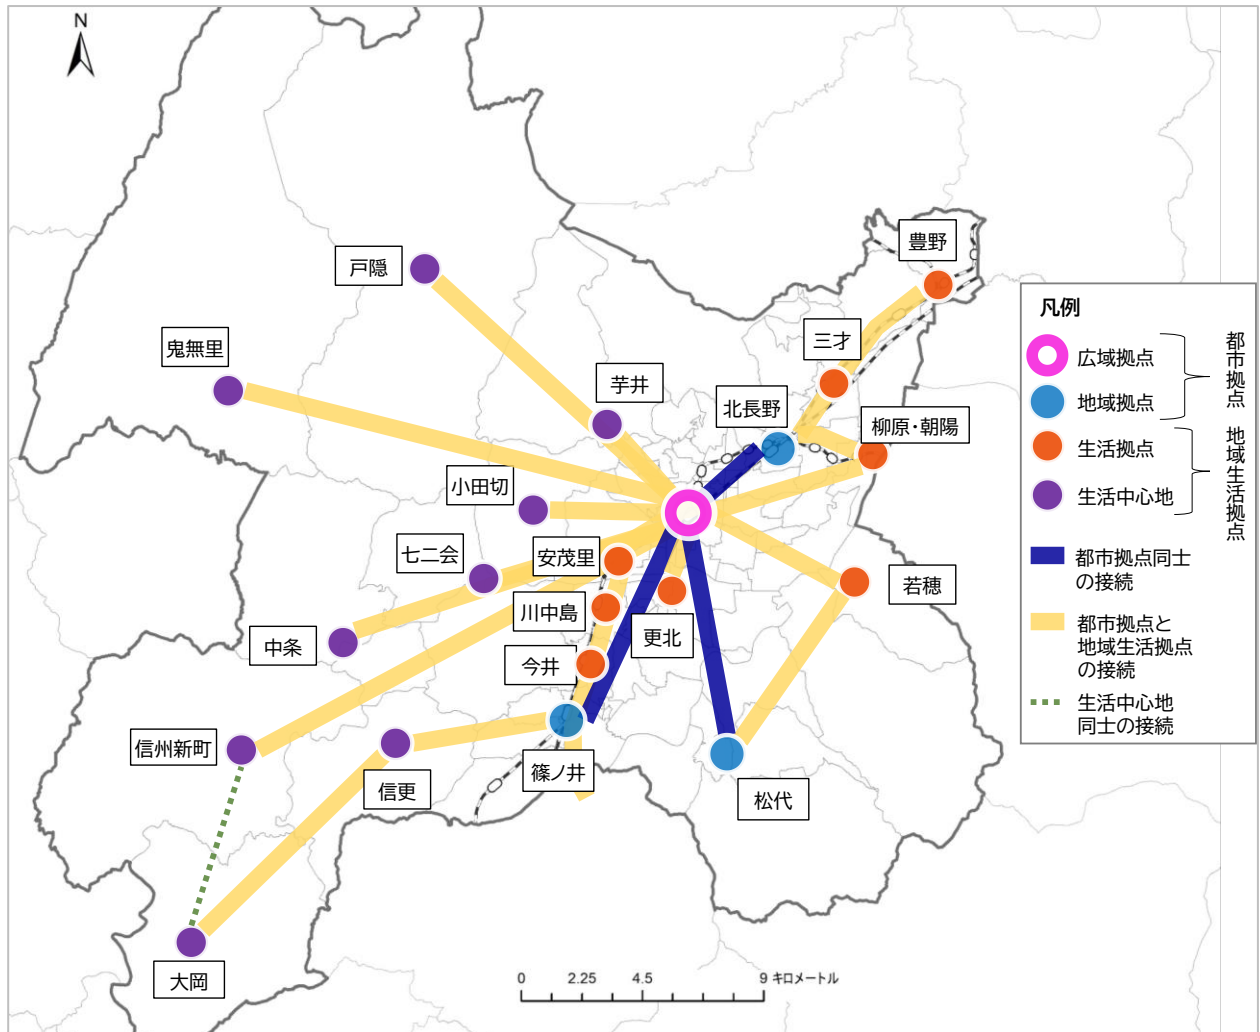 N
豊野
戸隠
三才
鬼無里
芋井
北長野
柳原・朝陽
小田切
七二会
安茂里
若穂
川中島
更北
中条
今井
信州新町
信更
篠ノ井
松代
大岡
凡例
広域拠点
地域拠点
都市拠点
生活拠点
生活中心地
地域生活拠点
都市拠点同士
の接続
都市拠点と
地域生活拠点
の接続
生活中心地
同士の接続
0 2.25 4.5 9 キロメートル